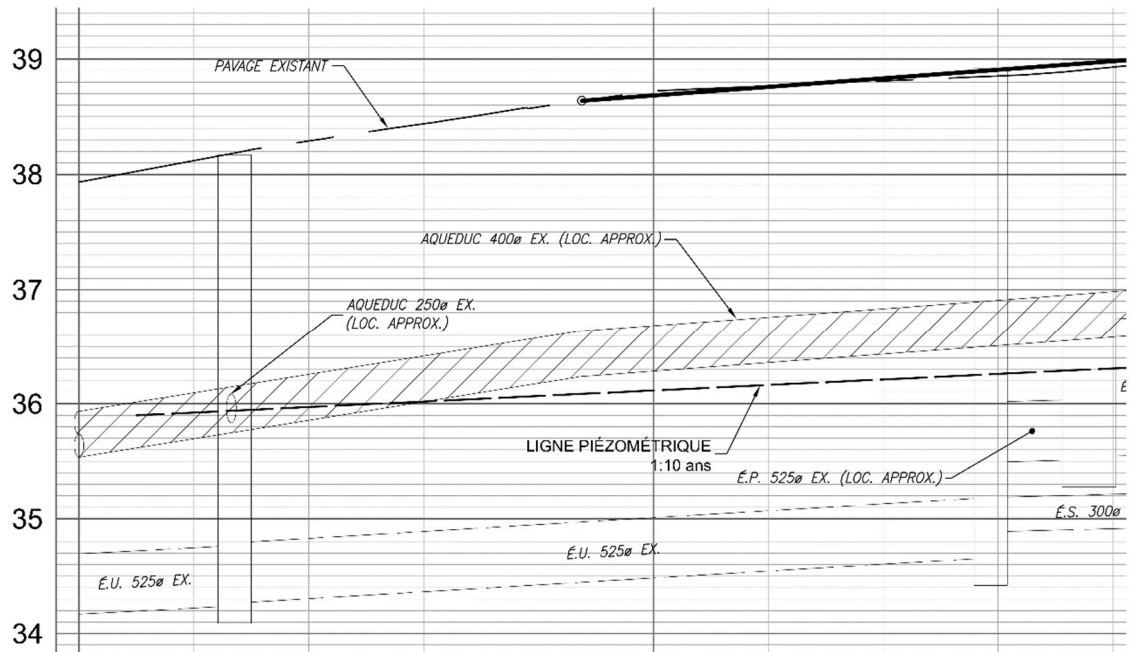 39
PAVAGE EXISTANT
38
AQUEDUC 400ø EX. (LOC. APPROX.)
37
AQUEDUC 250ø EX.
(LOC. APPROX.)
36
É
LIGNE PIÉZOMÉTRIQUE
1:10 ans
É.P. 525ø EX. (LOC. APPROX.)
35
É.S. 300ø
É.U. 525ø EX.
É.U. 525ø EX.
34